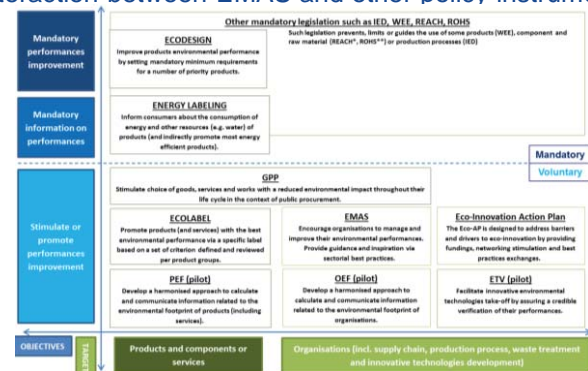 teraction between EMAS and other policy instrume
Mandatory
performances
improvement
Other mandatory legislation such as IED, WEE, REACH, ROHS
Such legislation prevents, limits or guides the use of some products (WEE), component and
raw material (REACH*, ROHS**) or production processes (IED)
ECODESIGN
Improve products environmental performance
by setting mandatory minimum requirements
for a number of priority products.
Mandatory
information on
performances
ENERGY LABELING
Inform consumers about the consumption of
energy and other resources (e.g. water) of
products (and indirectly promote most energy
efficient products).
Mandatory
Voluntary
Stimulate or
promote
performances
improvement
GPP
Stimulate choice of goods, services and works with a reduced environmental impact throughout their
life cycle in the context of public procurement.
ECOLABEL
Promote products (and services) with the best
environmental performance via a specific label
based on a set of criterion defined and reviewed
per product groups.
EMAS
Encourage organisations to manage and
improve their environmental performances.
Provide guidance and inspiration via
sectorial best practices.
Eco-Innovation Action Plan
The Eco-AP is designed to address barriers
and drivers to eco-innovation by providing
funding, networking stimulation and best
practices exchanges.
PEF (pilot)
Develop a harmonised approach to calculate
and communicate information related to the
environmental footprint of products (including
services).
OEF (pilot)
Develop a harmonised approach to
calculate and communicate information
related to the environmental footprint of
organisations.
ETV (pilot)
Facilitate innovative environmental
technologies take-off by assuring a credible
verification of their performances.
OBJECTIVES
TARGE
Products and components or
services
Organisations (incl. supply chain, production process, waste treatment
and innovative technologies development)